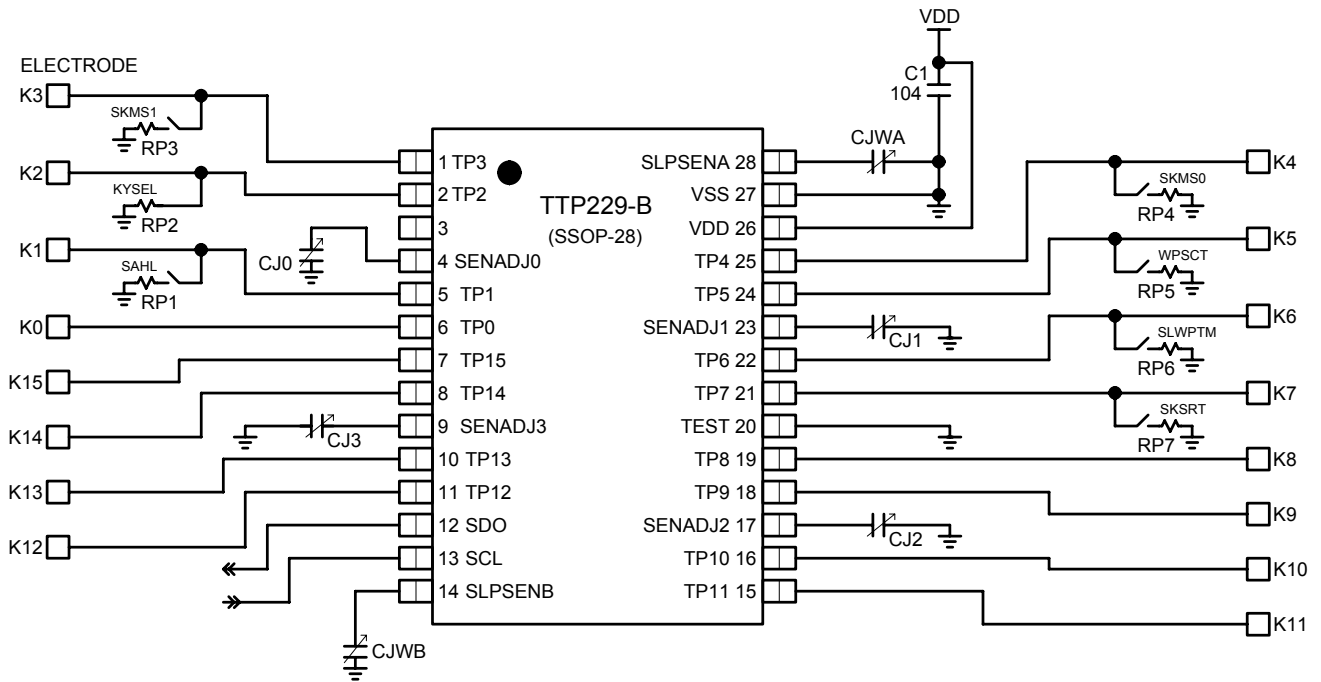 VDD
ELECTRODE
C1
104
K3
SKMS1
RP3
CJWA
1 TP3
SLPSENA 28
K4
K2
KYSEL
RP2
2 TP2
TTP229-B
(SSOP-28)
VSS 27
SKMS0
RP4
3
VDD 26
K1
SAHL
RP1
CJ0
4 SENADJ0
TP4 25
K5
WPSCT
RP5
5 TP1
TP5 24
K0
6 TP0
SENADJ1 23
CJ1
K6
SLWPTM
RP6
K15
7 TP15
TP6 22
8 TP14
TP7 21
K7
SKSRT
RP7
K14
CJ3
9 SENADJ3
TEST 20
10 TP13
TP8 19
K8
K13
11 TP12
TP9 18
K9
K12
12 SDO
SENADJ2 17
CJ2
13 SCL
TP10 16
K10
14 SLPSENB
TP11 15
K11
CJWB